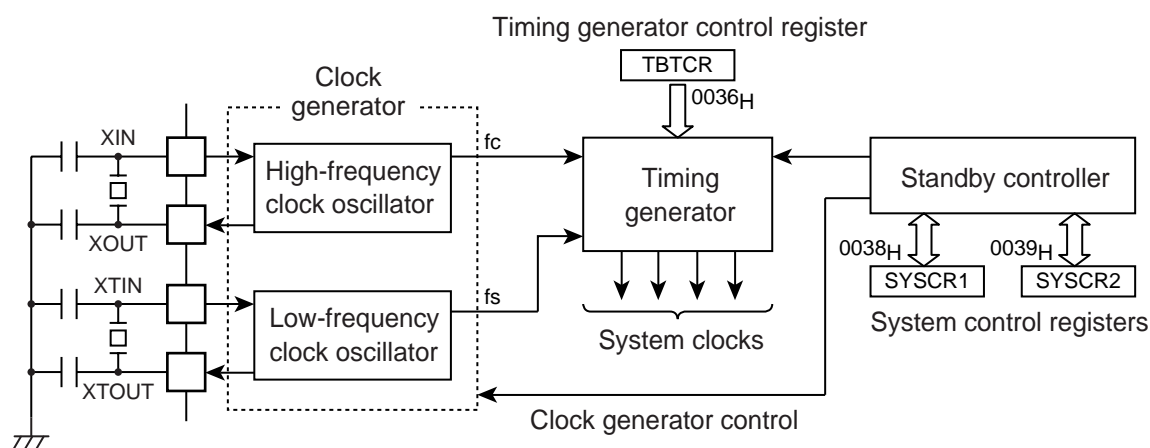 Timing generator control register
TBTCR
0036H
Clock
generator
XIN
High-frequency
clock oscillator
fc
Timing
generator
Standby controller
XOUT
0038H
0039H
SYSCR1
SYSCR2
System control registers
XTIN
Low-frequency
clock oscillator
fs
System clocks
XTOUT
Clock generator control